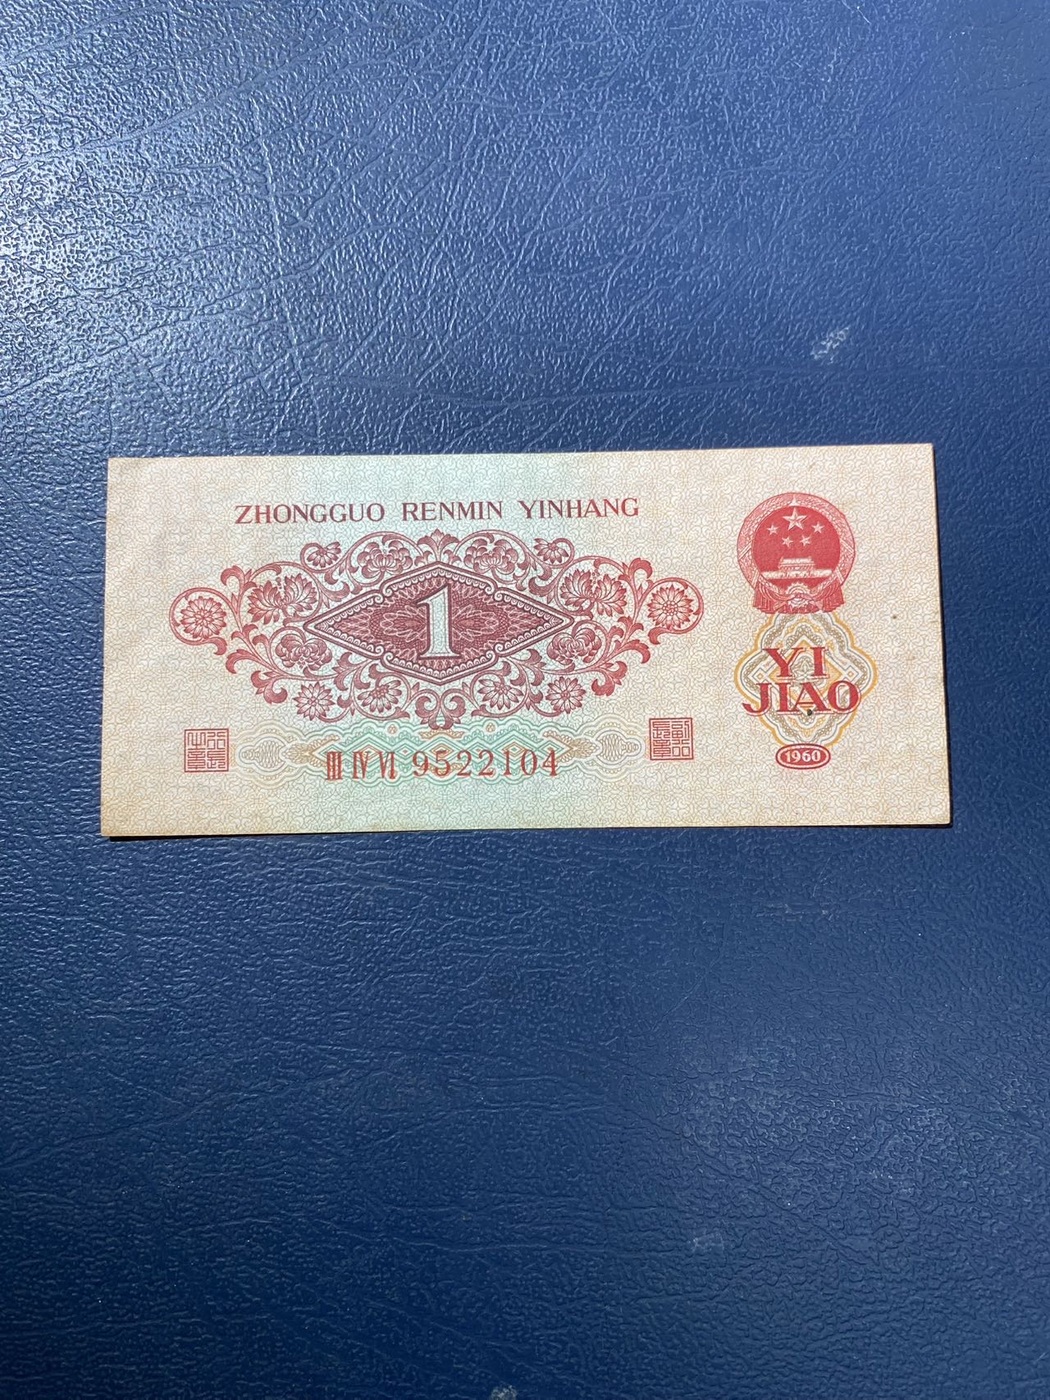 ZHONGGUO RENMIN YINHANG
1
YI
JIAO
III IV VI 9522104
1960